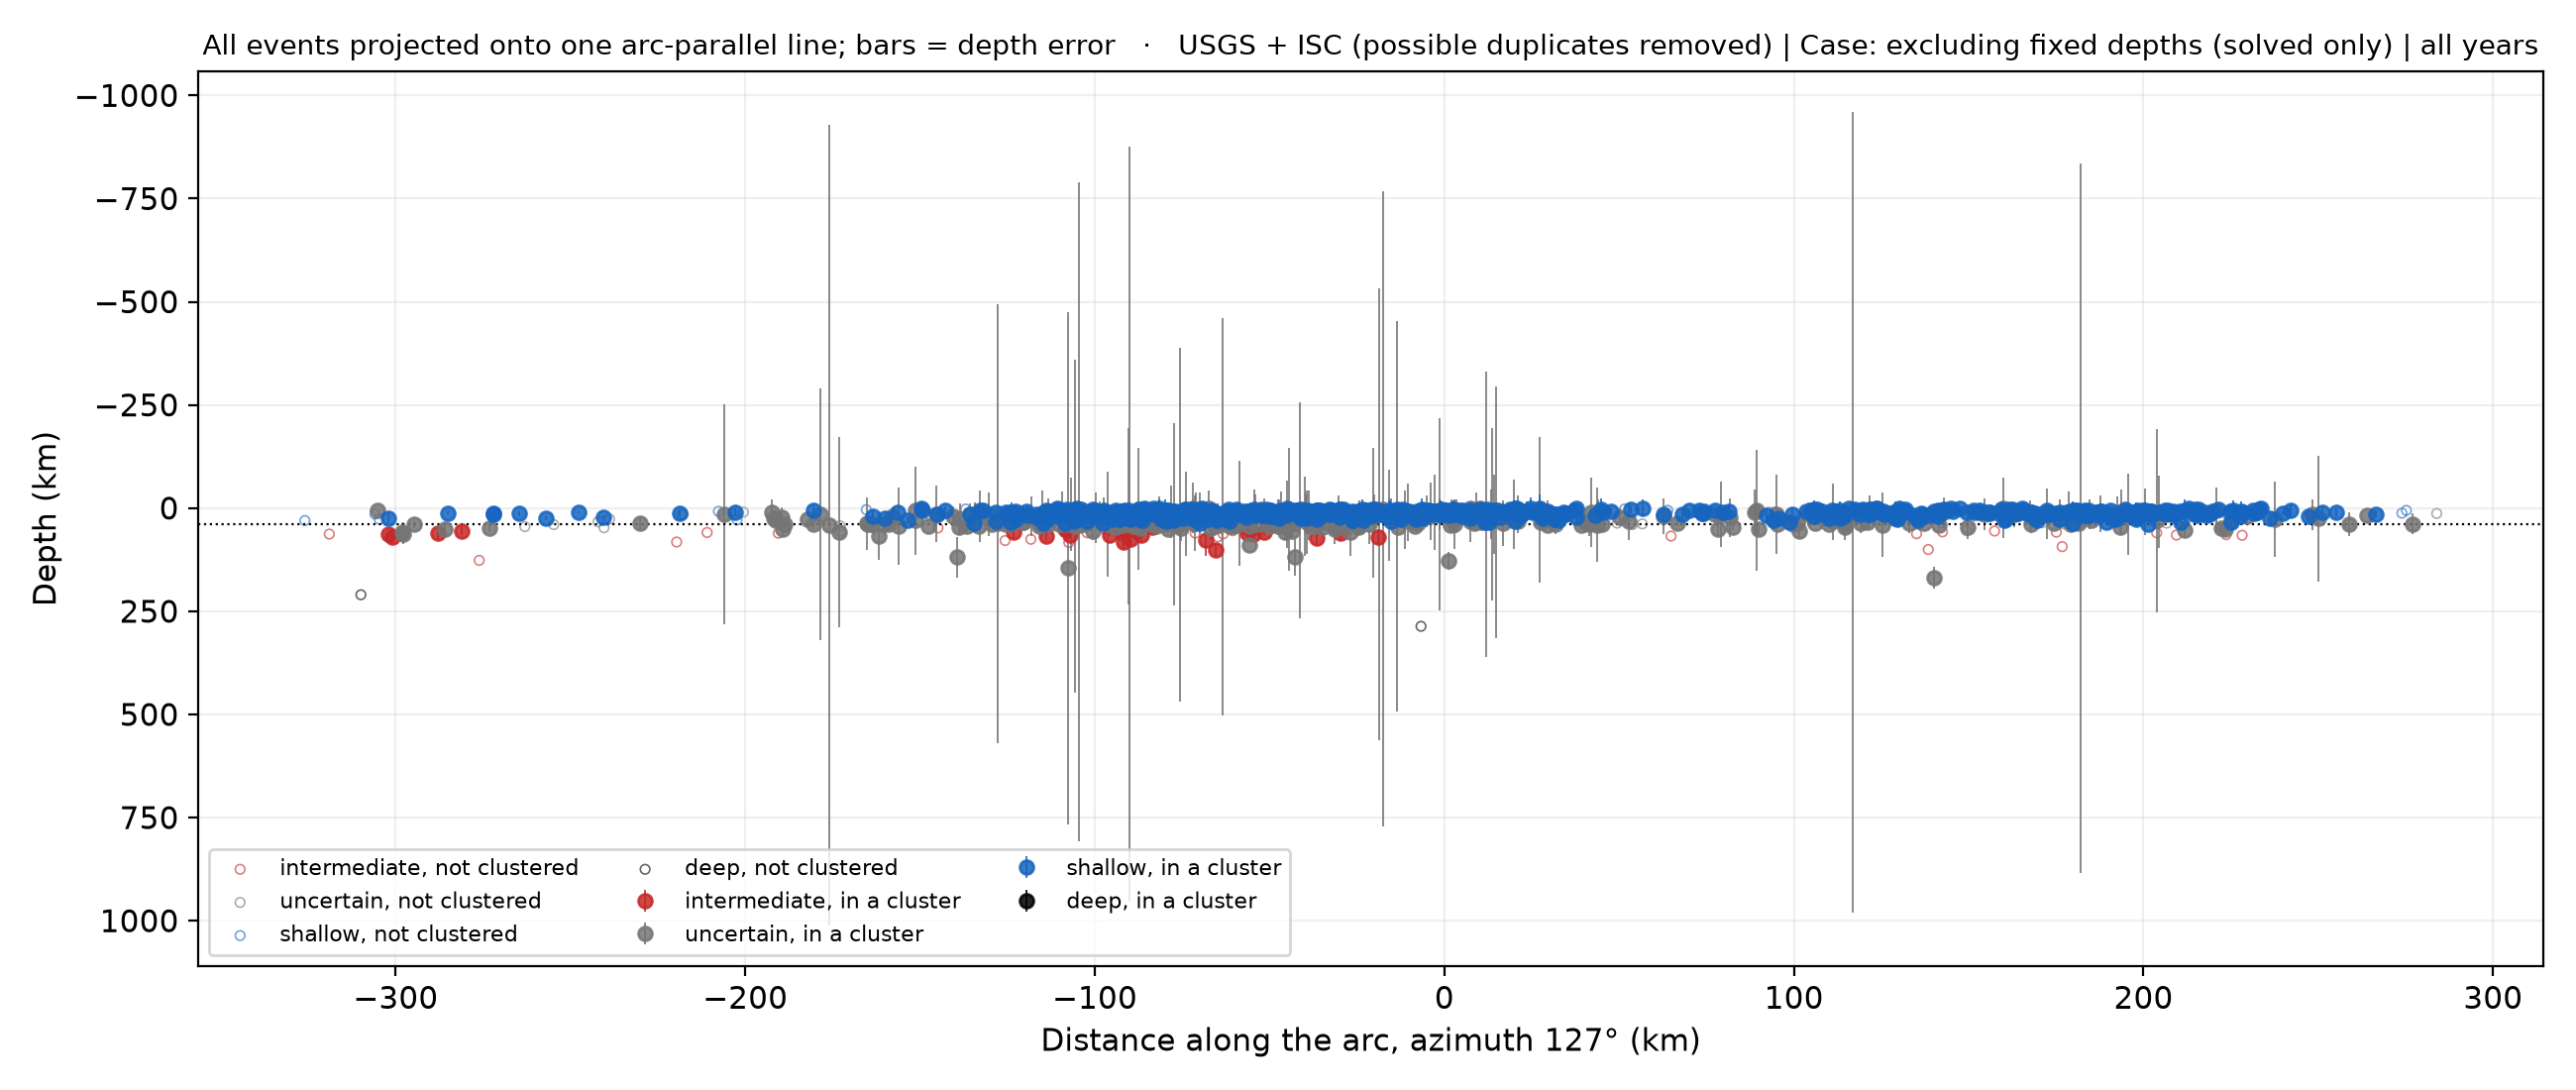 All events projected onto one arc-parallel line; bars = depth error · USGS + ISC (possible duplicates removed) | Case: excluding fixed depths (solved only) | all years
−1000
−750
−500
−250
0
250
500
750
1000
Depth (km)
intermediate, not clustered
uncertain, not clustered
shallow, not clustered
deep, not clustered
intermediate, in a cluster
uncertain, in a cluster
shallow, in a cluster
deep, in a cluster
−300 −200 −100 0 100 200 300
Distance along the arc, azimuth 127° (km)